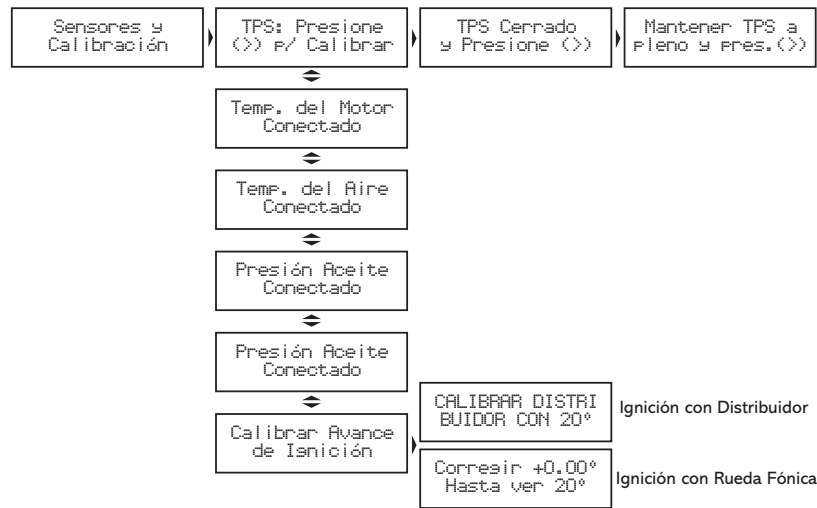 Sensores y
Calibración
TPS: Presione
(>) p/ Calibrar
TPS Cerrado
y Presione (>)
Mantener TPS a
pleno y pres.(>)
Temp. del Motor
Conectado
Temp. del Aire
Conectado
Presión Aceite
Conectado
Presión Aceite
Conectado
Calibrar Avance
de Ignición
CALIBRAR DISTRI
BUIDOR CON 20°
Ignición con Distribuidor
Corregir +0.00°
Hasta ver 20°
Ignición con Rueda Fónica